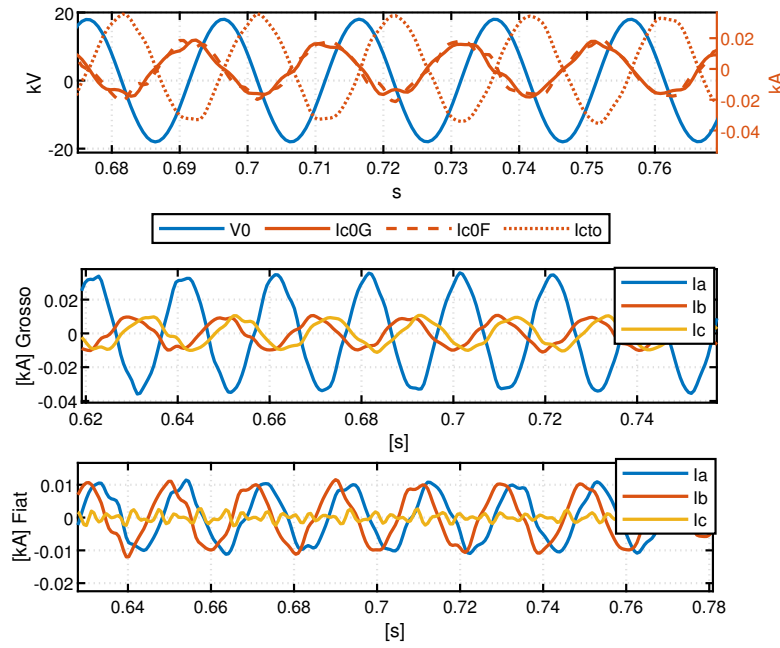 20
0
-20
kV
0.02
0
-0.02
-0.04
kA
0.68 0.69 0.7 0.71 0.72 0.73 0.74 0.75 0.76
s
V0 Ic0G Ic0F Icto
0.02
0
-0.02
-0.04
[kA] Grosso
Ia
Ib
Ic
0.62 0.64 0.66 0.68 0.7 0.72 0.74
[s]
0.01
0
-0.01
-0.02
[kA] Fiat
Ia
Ib
Ic
0.64 0.66 0.68 0.7 0.72 0.74 0.76 0.78
[s]